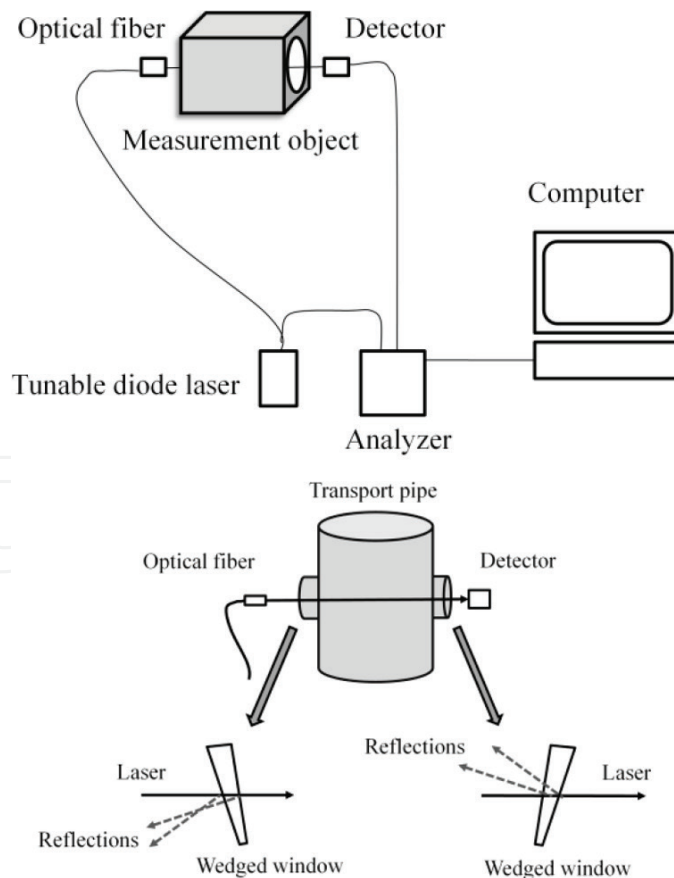 Optical fiber
Detector
Measurement object
Computer
Tunable diode laser
Analyzer
Transport pipe
Optical fiber
Detector
Laser
Reflections
Wedged window
Reflections
Laser
Wedged window